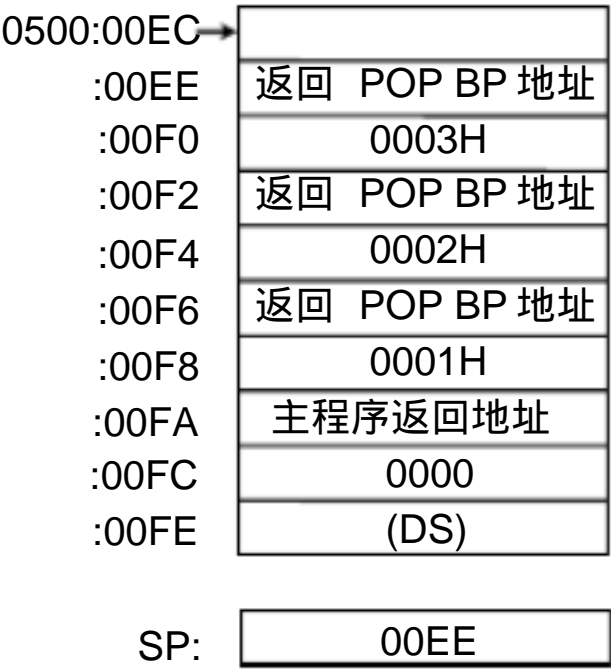 0500:00EC
:00EE 返回 POP BP 地址
:00F0 0003H
:00F2 返回 POP BP 地址
:00F4 0002H
:00F6 返回 POP BP 地址
:00F8 0001H
:00FA 主程序返回地址
:00FC 0000
:00FE (DS)
SP: 00EE